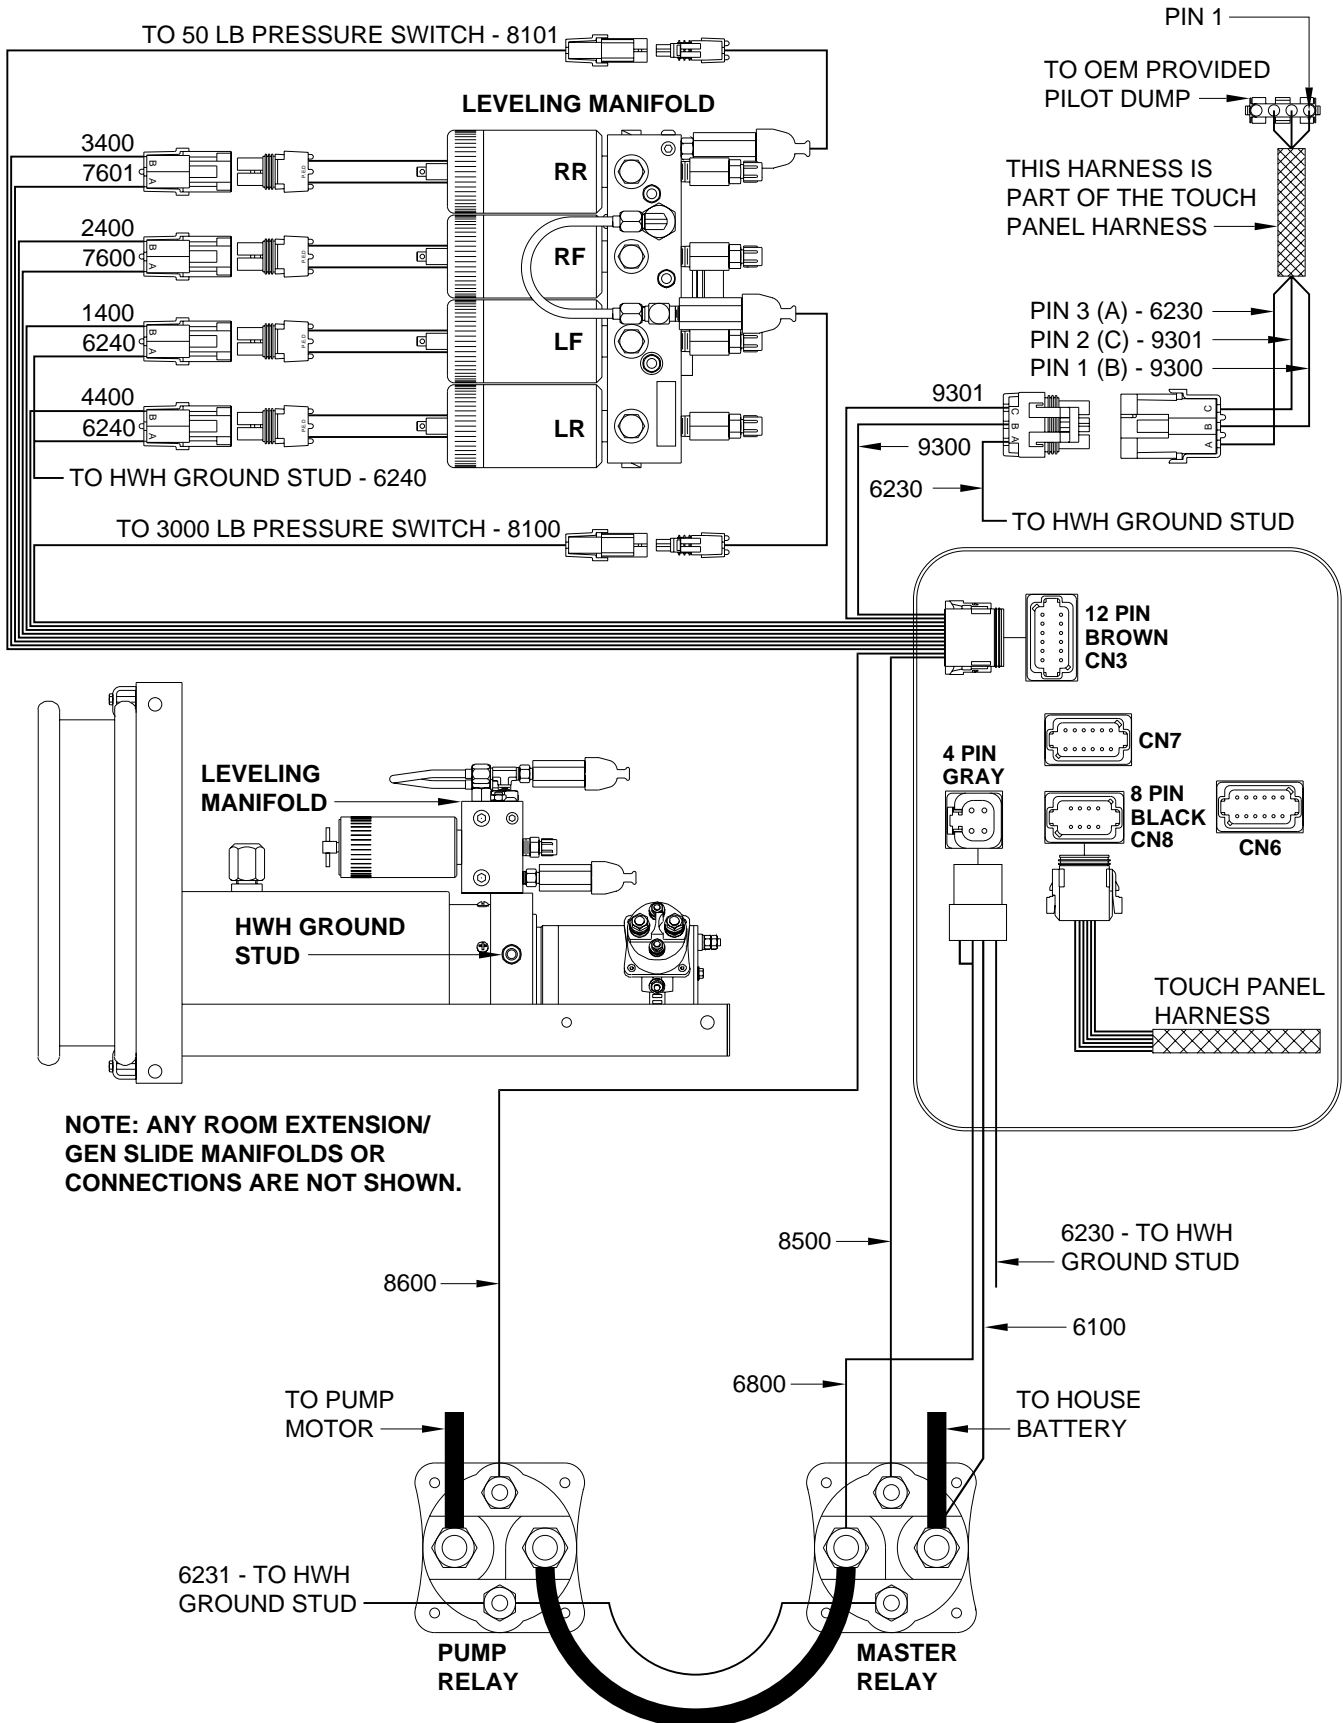 PIN 1
TO 50 LB PRESSURE SWITCH - 8101
TO OEM PROVIDED
PILOT DUMP
LEVELING MANIFOLD
3400
7601
B
A
P.E.D
RR
THIS HARNESS IS
PART OF THE TOUCH
PANEL HARNESS
2400
7600
B
A
P.E.D
RF
1400
6240
B
A
P.E.D
LF
PIN 3 (A) - 6230
PIN 2 (C) - 9301
PIN 1 (B) - 9300
4400
6240
B
A
P.E.D
LR
9301
C
B
A
C
B
A
9300
TO HWH GROUND STUD - 6240
6230
TO 3000 LB PRESSURE SWITCH - 8100
TO HWH GROUND STUD
12 PIN
BROWN
CN3
CN7
4 PIN
GRAY
8 PIN
BLACK
CN8
CN6
LEVELING
MANIFOLD
HWH GROUND
STUD
TOUCH PANEL
HARNESS
NOTE: ANY ROOM EXTENSION/
GEN SLIDE MANIFOLDS OR
CONNECTIONS ARE NOT SHOWN.
8500
6230 - TO HWH
GROUND STUD
8600
6100
6800
TO PUMP
MOTOR
TO HOUSE
BATTERY
6231 - TO HWH
GROUND STUD
PUMP
RELAY
MASTER
RELAY